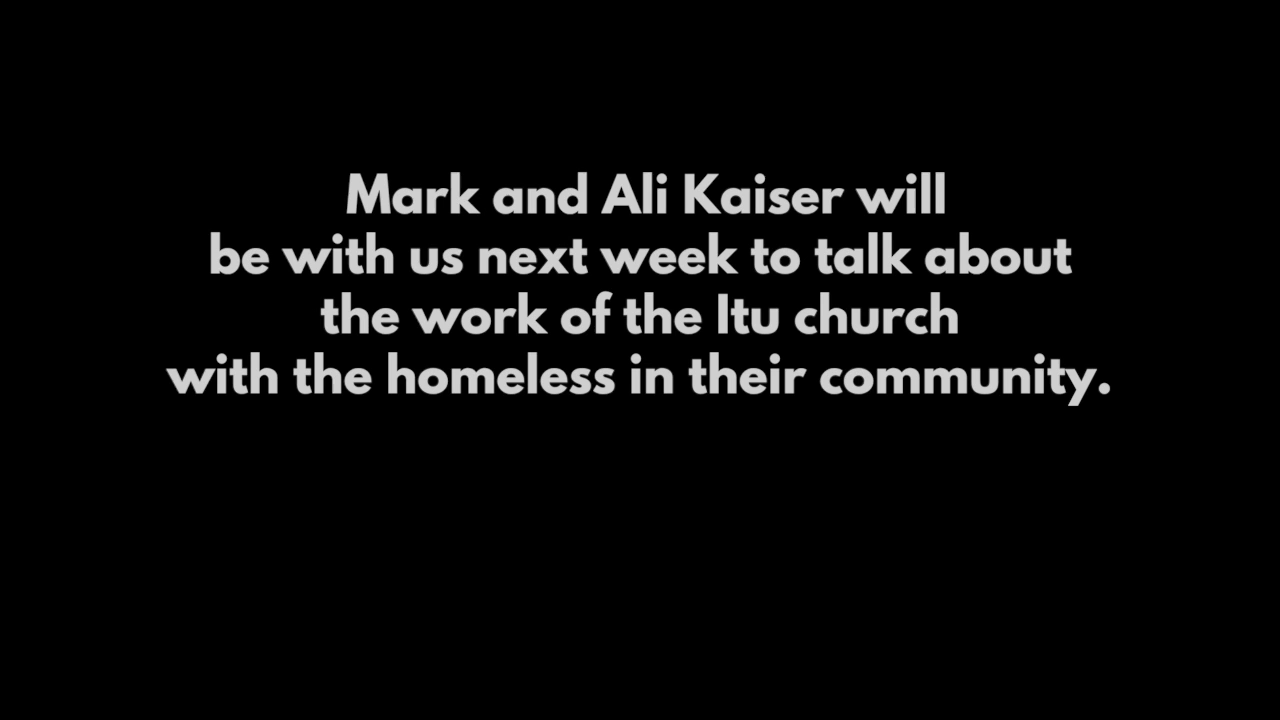 Mark and Ali Kaiser will
be with us next week to talk about
the work of the Itu church
with the homeless in their community.